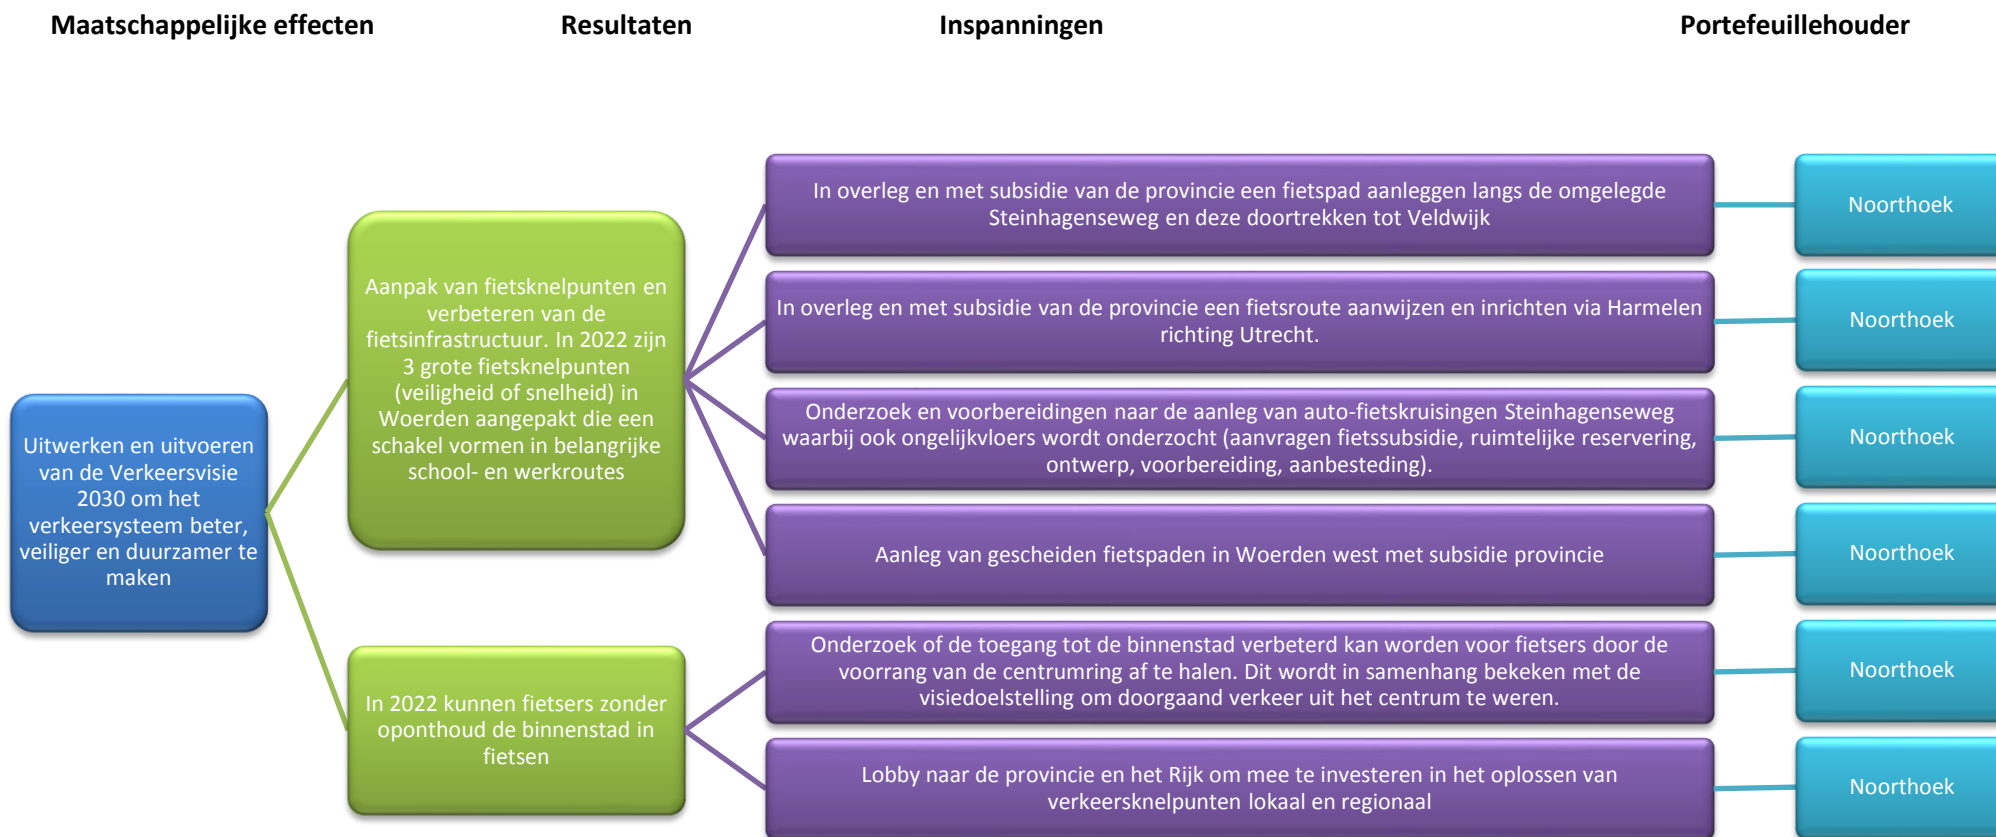 Maatschappelijke effecten
Resultaten
Inspanningen
Portefeuillehouder
Uitwerken en uitvoeren
van de Verkeersvisie
2030 om het
verkeersysteem beter,
veiliger en duurzamer te
maken
Aanpak van fietsknelpunten en
verbeteren van de
fietsinfrastructuur. In 2022 zijn
3 grote fietsknelpunten
(veiligheid of snelheid) in
Woerden aangepakt die een
schakel vormen in belangrijke
school- en werkroutes
In overleg en met subsidie van de provincie een fietspad aanleggen langs de omgelegde
Steinhagenseweg en deze doortrekken tot Veldwijk
Noorthoek
In overleg en met subsidie van de provincie een fietsroute aanwijzen en inrichten via Harmelen
richting Utrecht.
Noorthoek
Onderzoek en voorbereidingen naar de aanleg van auto-fietskruisingen Steinhagenseweg
waarbij ook ongelijkvloers wordt onderzocht (aanvragen fietssubsidie, ruimtelijke reservering,
ontwerp, voorbereiding, aanbesteding).
Noorthoek
Aanleg van gescheiden fietspaden in Woerden west met subsidie provincie
Noorthoek
In 2022 kunnen fietsers zonder
oponthoud de binnenstad in
fietsen
Onderzoek of de toegang tot de binnenstad verbeterd kan worden voor fietsers door de
voorrang van de centrumring af te halen. Dit wordt in samenhang bekeken met de
visiedoelstelling om doorgaand verkeer uit het centrum te weren.
Noorthoek
Lobby naar de provincie en het Rijk om mee te investeren in het oplossen van
verkeersknelpunten lokaal en regionaal
Noorthoek